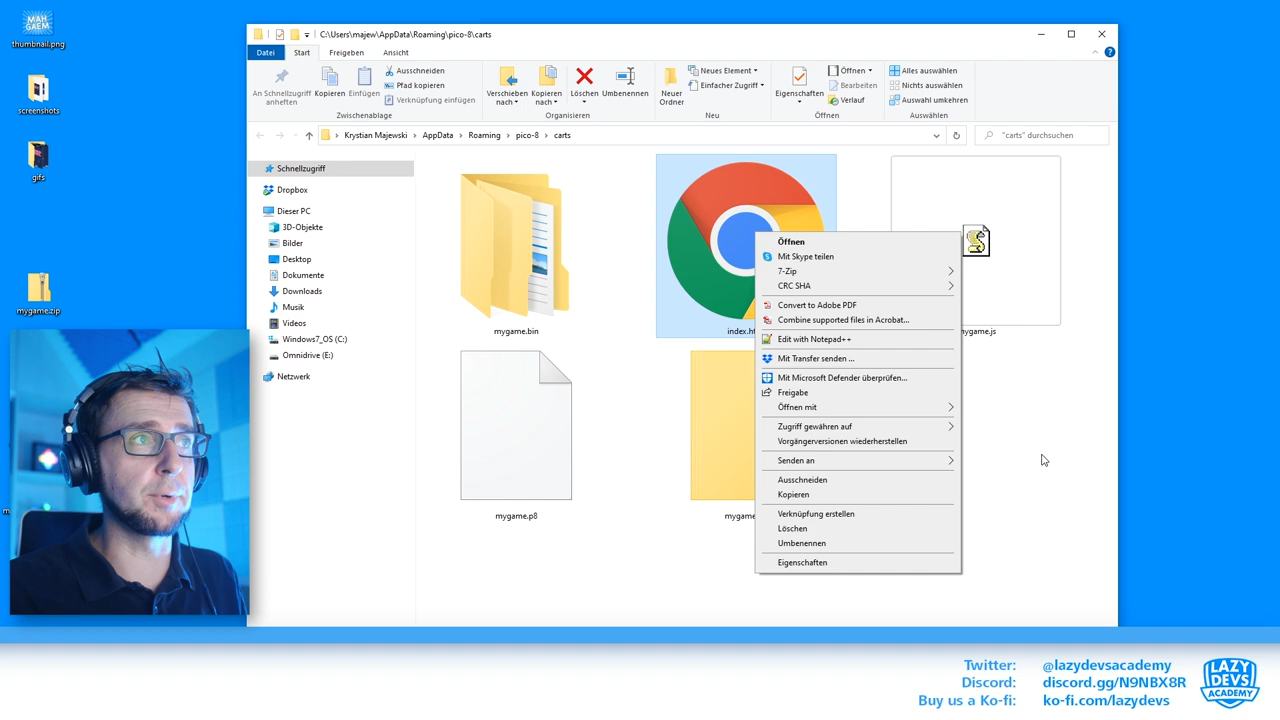 MAH
GAEM
thumbnail.png
screenshots
gifs
mygame.zip
m
C:\Users\majew\AppData\Roaming\pico-8\carts
Datei
Start
Freigeben
Ansicht
An Schnellzugriff
anheften
Kopieren
Einfügen
Ausschneiden
Pfad kopieren
Verknüpfung einfügen
Zwischenablage
Verschieben
nach
Kopieren
nach
Löschen
Umbenennen
Organisieren
Neuer
Ordner
Neues Element
Einfacher Zugriff
Neu
Eigenschaften
Öffnen
Bearbeiten
Verlauf
Öffnen
Alles auswählen
Nichts auswählen
Auswahl umkehren
Auswählen
Krystian Majewski
AppData
Roaming
pico-8
carts
"carts" durchsuchen
Schnellzugriff
Dropbox
Dieser PC
3D-Objekte
Bilder
Desktop
Dokumente
Downloads
Musik
Videos
Windows7_OS (C:)
Omnidrive (E:)
Netzwerk
mygame.bin
index.ht
ygame.js
mygame.p8
mygame
Öffnen
Mit Skype teilen
7-Zip
CRC SHA
Convert to Adobe PDF
Combine supported files in Acrobat...
Edit with Notepad++
Mit Transfer senden ...
Mit Microsoft Defender überprüfen...
Freigabe
Öffnen mit
Zugriff gewähren auf
Vorgängerversionen wiederherstellen
Senden an
Ausschneiden
Kopieren
Verknüpfung erstellen
Löschen
Umbenennen
Eigenschaften
Twitter: @lazydevsacademy
Discord: discord.gg/N9NBX8R
Buy us a Ko-fi: ko-fi.com/lazydevs
LAZY
DEVS
ACADEMY